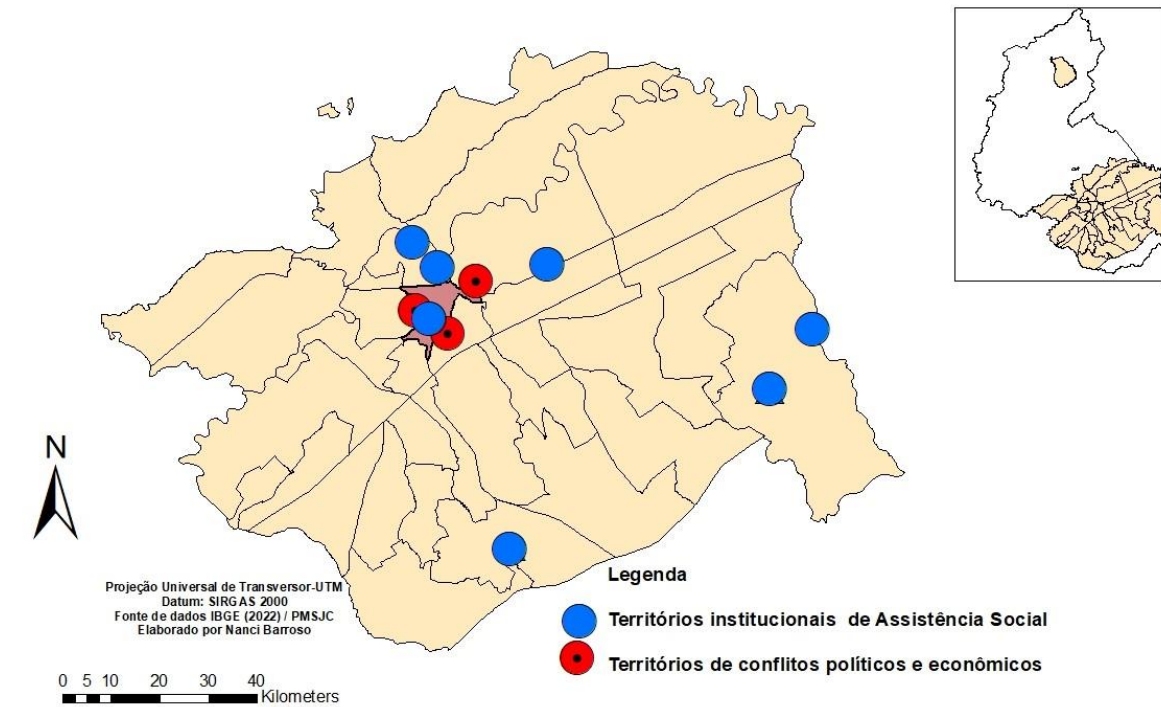 N
Projeção Universal de Transversor-UTM
Datum: SIRGAS 2000
Fonte de dados IBGE (2022) / PMSJC
Elaborado por Nanci Barroso
0 5 10 20 30 40
Kilometers
Legenda
Territórios institucionais de Assistência Social
Territórios de conflitos políticos e econômicos